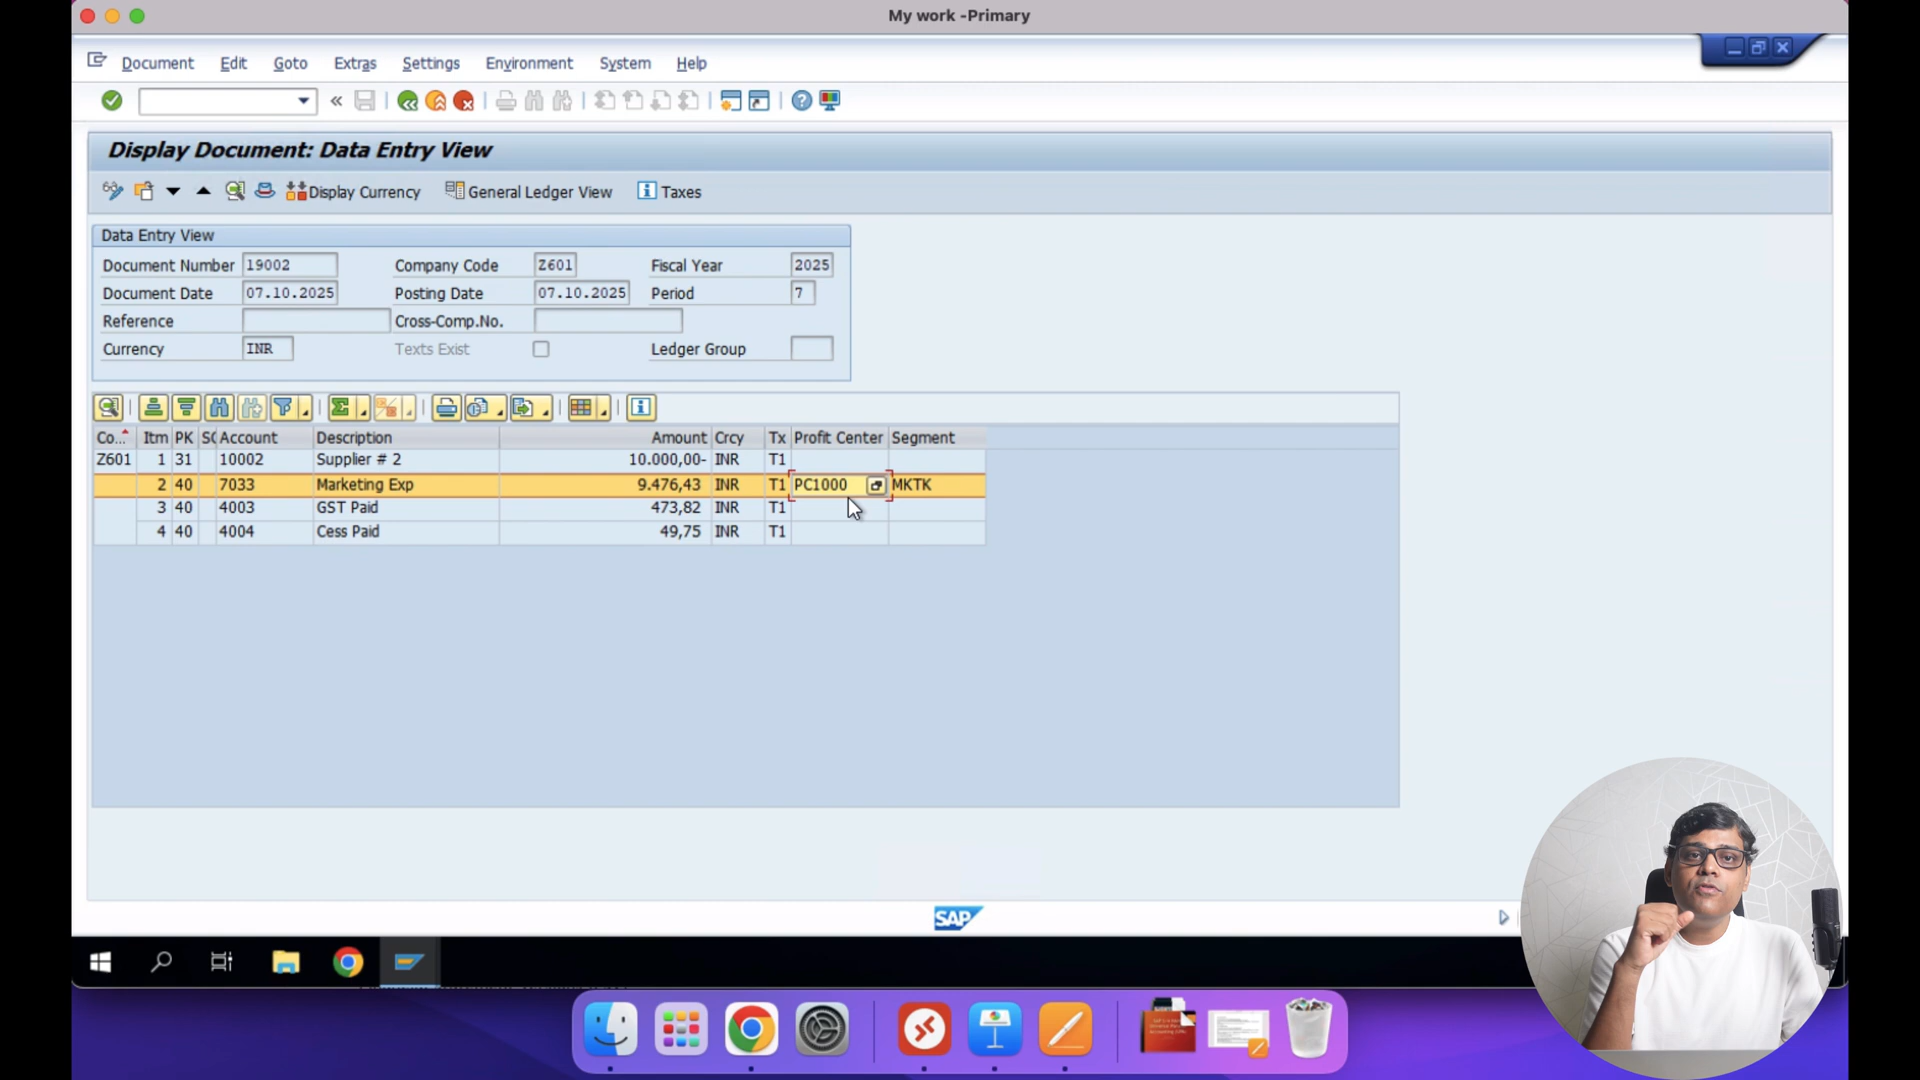 My work -Primary
Document Edit Goto Extras Settings Environment System Help
Display Document: Data Entry View
Display Currency General Ledger View Taxes
Data Entry View
Document Number 19002 Company Code Z601 Fiscal Year 2025
Document Date 07.10.2025 Posting Date 07.10.2025 Period 7
Reference Cross-Comp.No.
Currency INR Texts Exist Ledger Group
Co... Itm PK SG Account Description Amount Crcy Tx Profit Center Segment
Z601 1 31 10002 Supplier # 2 10.000,00- INR T1
2 40 7033 Marketing Exp 9.476,43 INR T1 PC1000 MKTK
3 40 4003 GST Paid 473,82 INR T1
4 40 4004 Cess Paid 49,75 INR T1
SAP